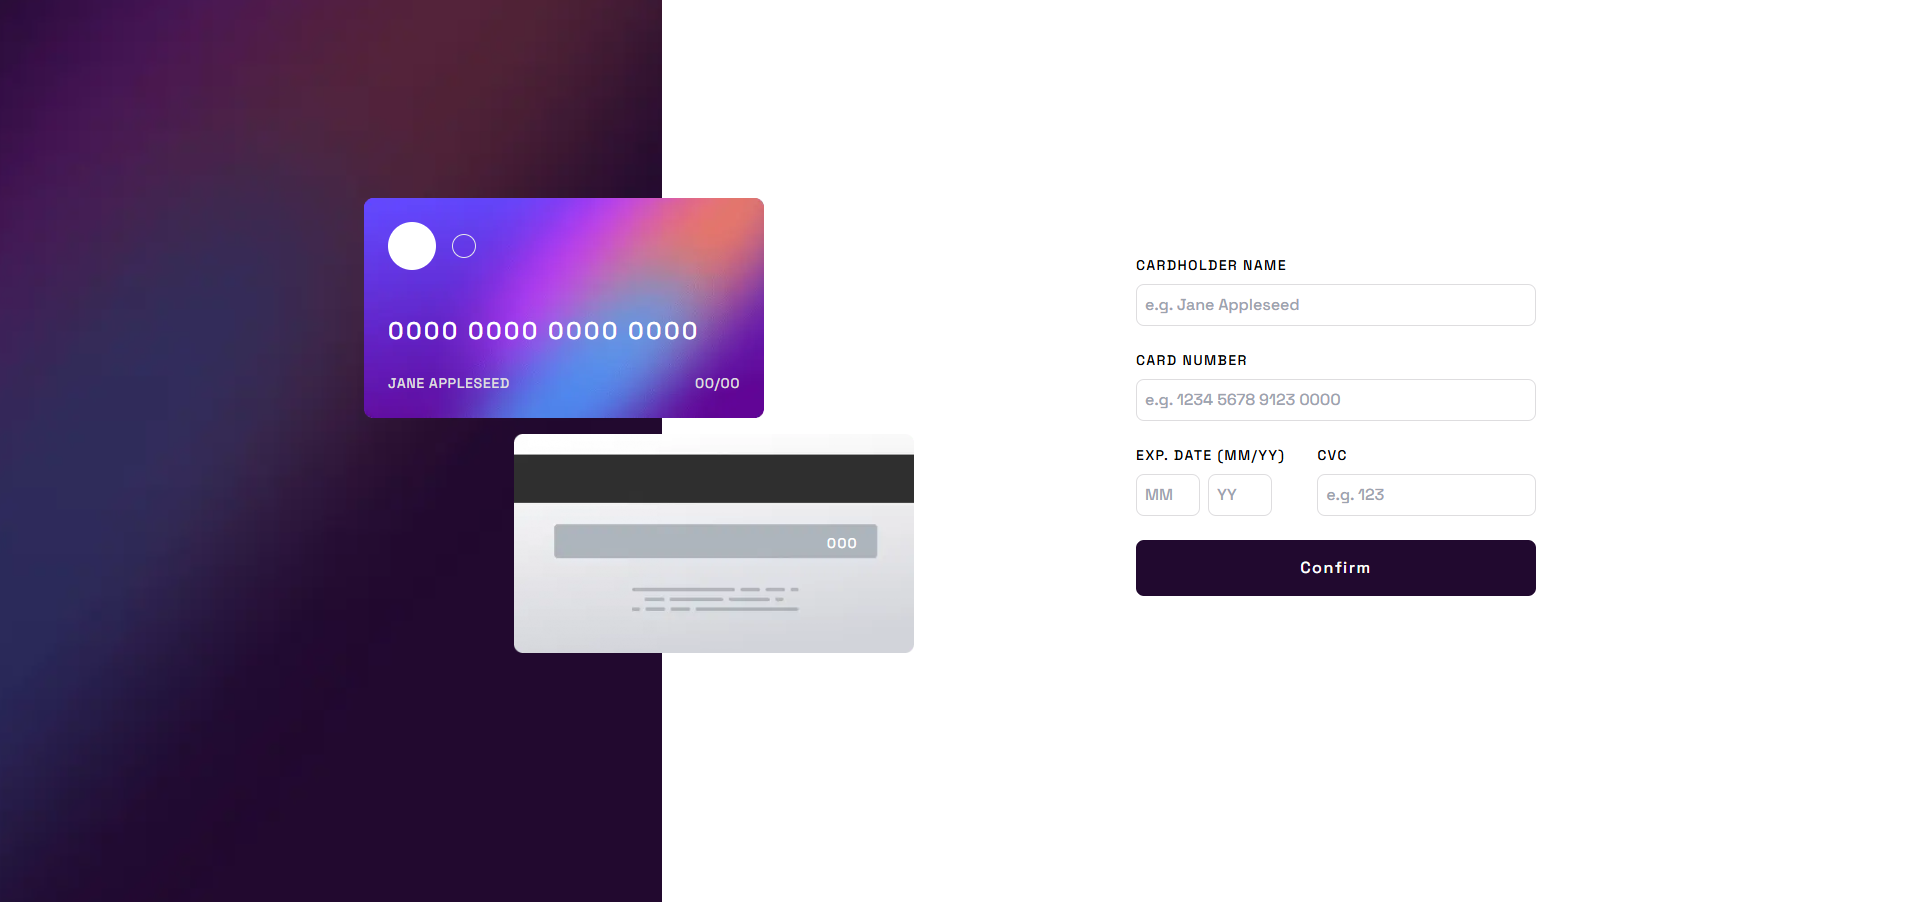 0000 0000 0000 0000
JANE APPLESEED 00/00
000
CARDHOLDER NAME
e.g. Jane Appleseed
CARD NUMBER
e.g. 1234 5678 9123 0000
EXP. DATE (MM/YY) CVC
MM YY e.g. 123
Confirm